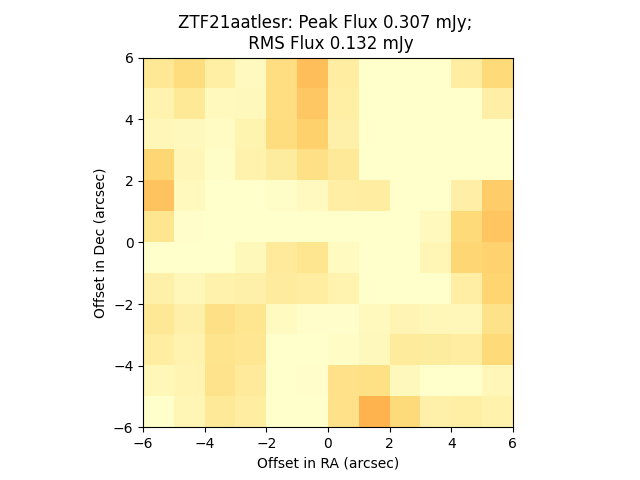 ZTF21aatlesr: Peak Flux 0.307 mJy;
RMS Flux 0.132 mJy
6
4
2
0
−2
−4
−6
Offset in Dec (arcsec)
−6 −4 −2 0 2 4 6
Offset in RA (arcsec)